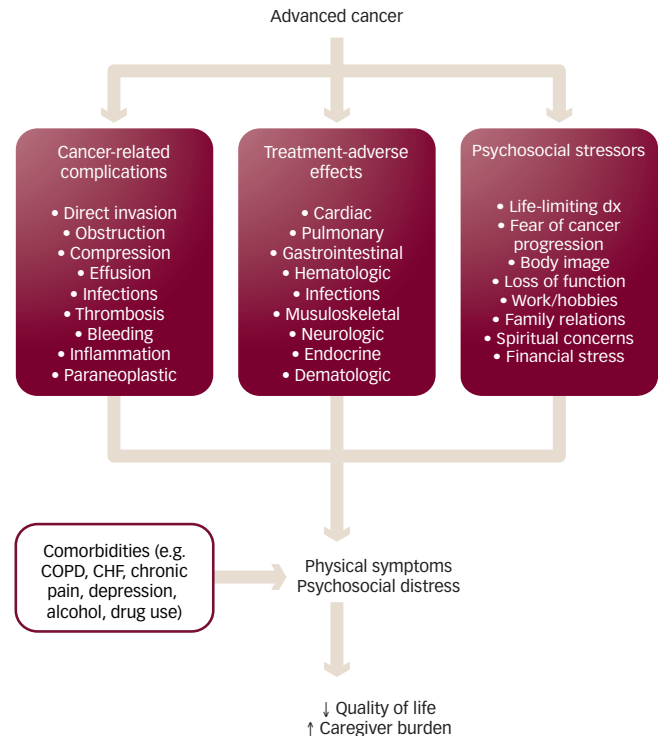 Advanced cancer
Cancer-related
complications
• Direct invasion
• Obstruction
• Compression
• Effusion
• Infections
• Thrombosis
• Bleeding
• Inflammation
• Paraneoplastic
Treatment-adverse
effects
• Cardiac
• Pulmonary
• Gastrointestinal
• Hematologic
• Infections
• Musuloskeletal
• Neurologic
• Endocrine
• Dematologic
Psychosocial stressors
• Life-limiting dx
• Fear of cancer
progression
• Body image
• Loss of function
• Work/hobbies
• Family relations
• Spiritual concerns
• Financial stress
Comorbidities (e.g.
COPD, CHF, chronic
pain, depression,
alcohol, drug use)
Physical symptoms
Psychosocial distress
↓ Quality of life
↑ Caregiver burden